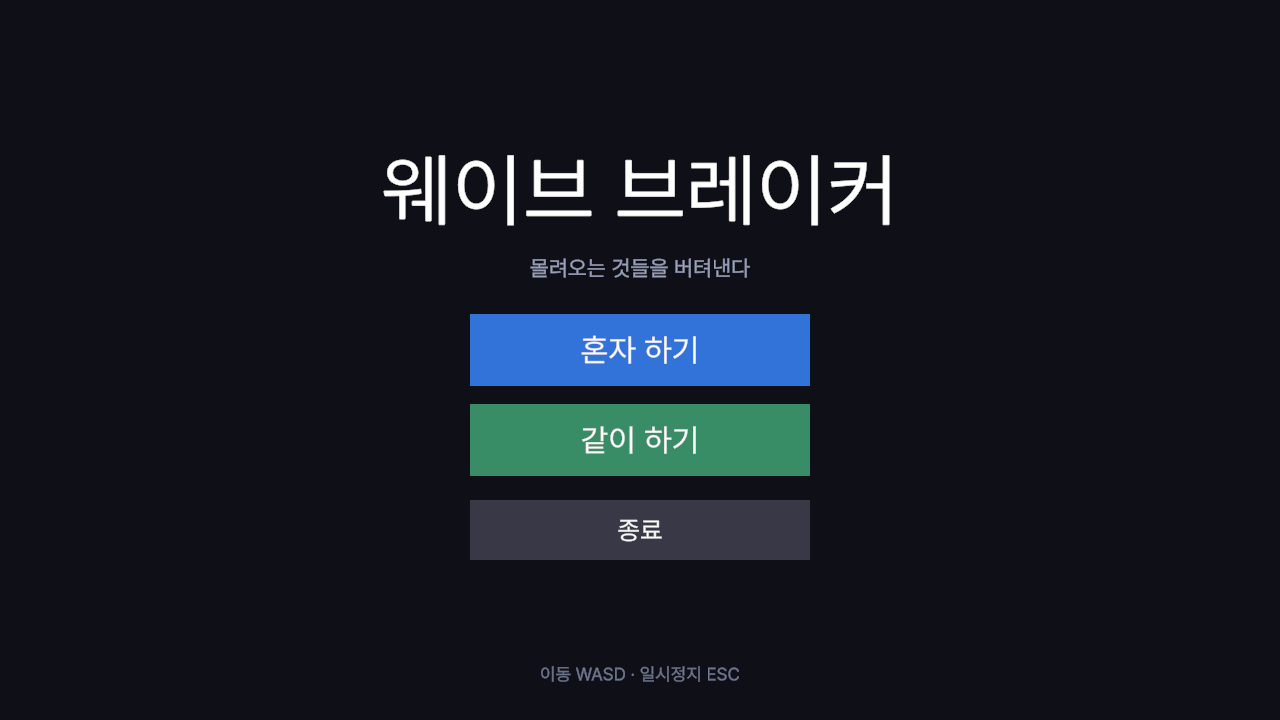 웨이브 브레이커
몰려오는 것들을 버텨낸다
혼자 하기
같이 하기
종료
이동 WASD · 일시정지 ESC